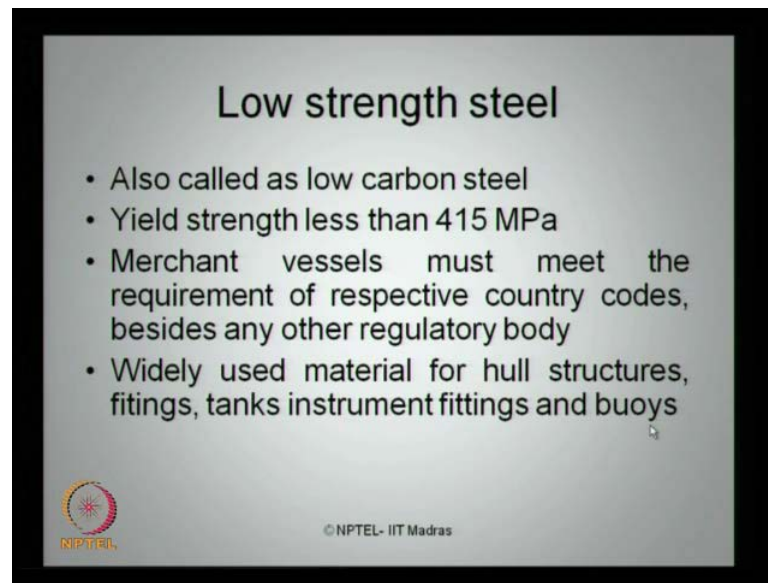 Low strength steel
• Also called as low carbon steel
• Yield strength less than 415 MPa
• Merchant vessels must meet the
requirement of respective country codes,
besides any other regulatory body
• Widely used material for hull structures,
fitings, tanks instrument fittings and buoys
NPTEL
© NPTEL- IIT Madras